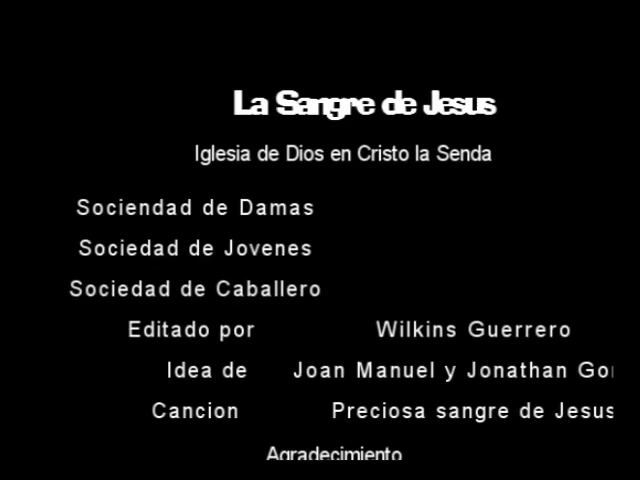 La Sangre de Jesus
Iglesia de Dios en Cristo la Senda
Sociendad de Damas
Sociedad de Jovenes
Sociedad de Caballero
Editado por Wilkins Guerrero
Idea de Joan Manuel y Jonathan
Cancion Preciosa sangre de Jesus
Agradecimiento